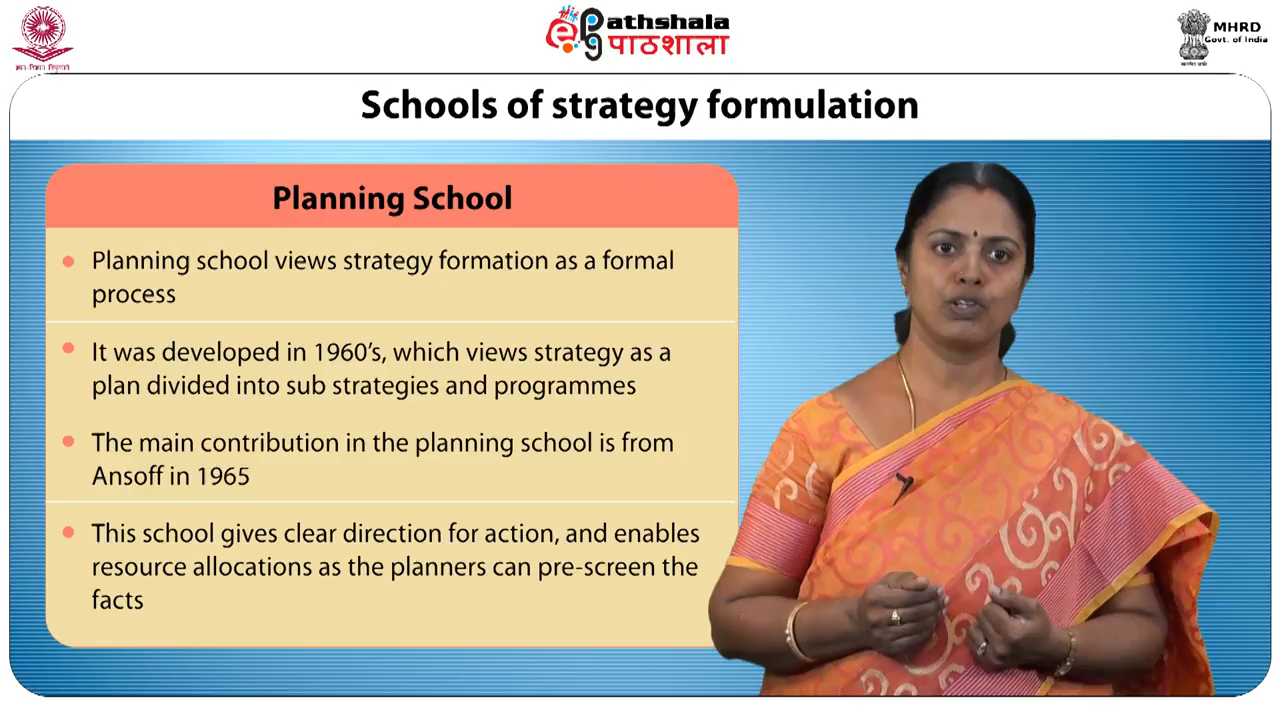 ePathshala
पाठशाला
MHRD
Govt. of India
Schools of strategy formulation
Planning School
Planning school views strategy formation as a formal
process
It was developed in 1960’s, which views strategy as a
plan divided into sub strategies and programmes
The main contribution in the planning school is from
Ansoff in 1965
This school gives clear direction for action, and enables
resource allocations as the planners can pre-screen the
facts